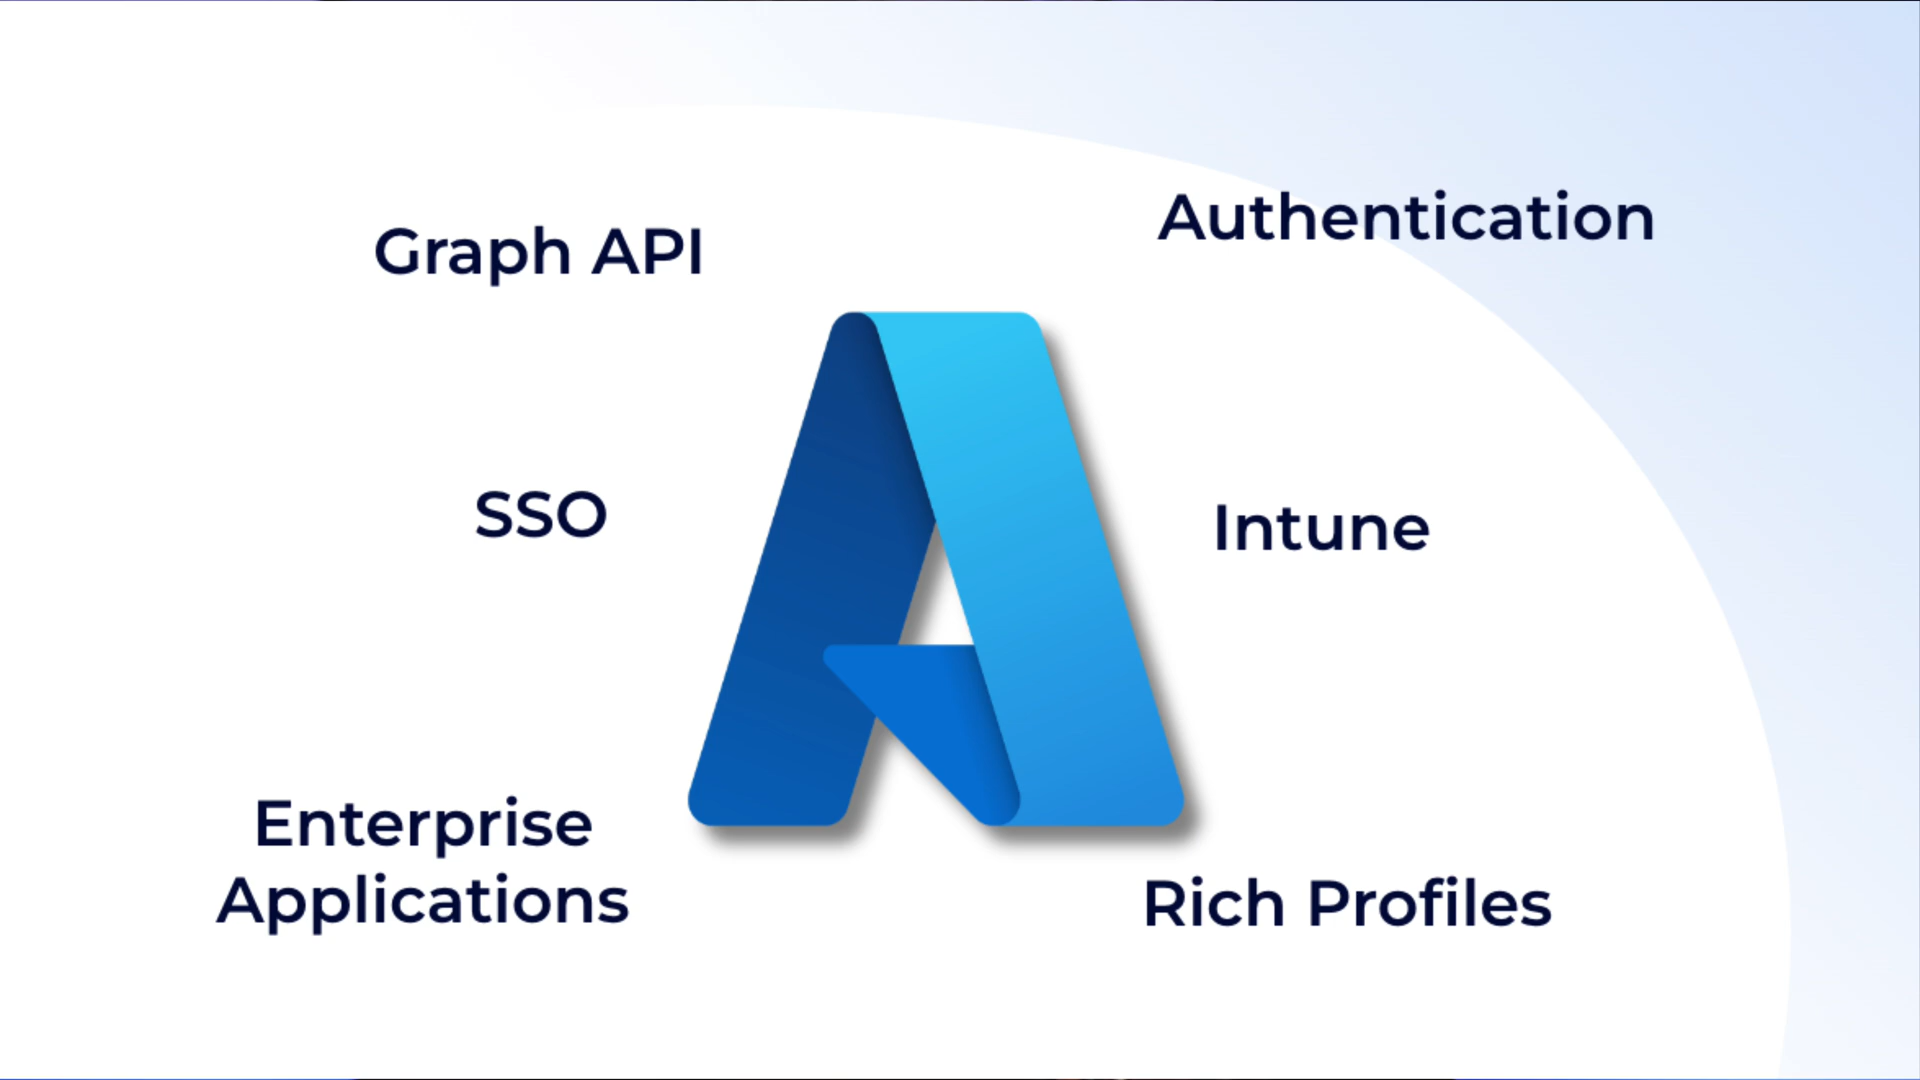 Graph API
Authentication
SSO
Intune
Enterprise
Applications
Rich Profiles